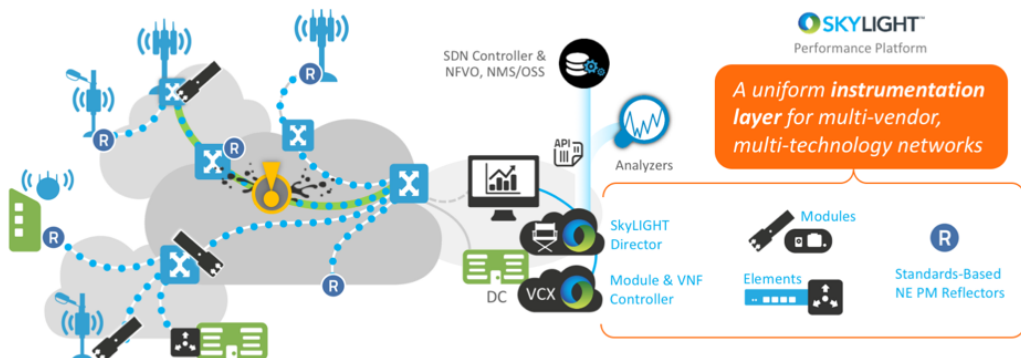 SKYLIGHT™
Performance Platform
SDN Controller &
NFVO, NMS/OSS
A uniform instrumentation
layer for multi-vendor,
multi-technology networks
API
Analyzers
R
R
R
R
R
SkyLIGHT
Director
Modules
R
DC
VCX
Module & VNF
Controller
Elements
Standards-Based
NE PM Reflectors